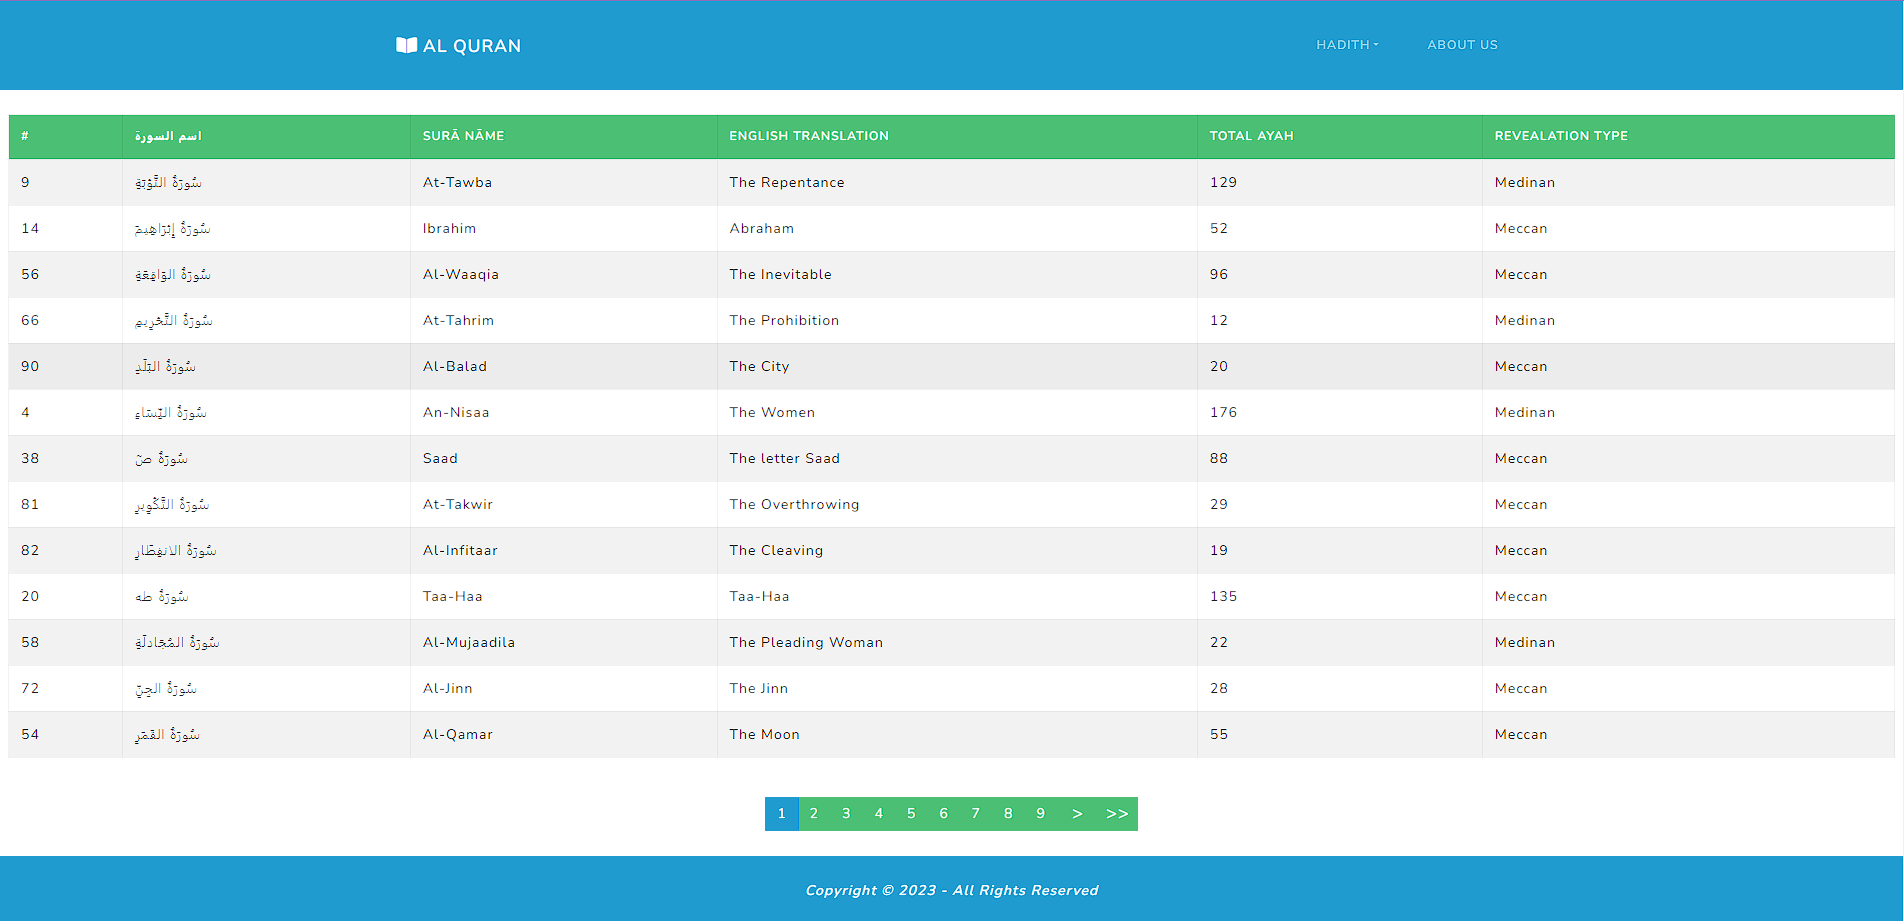 AL QURAN HADITH ABOUT US
# اسم السورة SURĀ NĀME ENGLISH TRANSLATION TOTAL AYAH REVEALATION TYPE
9 سُورَةُ التَّوۡبَةِ At-Tawba The Repentance 129 Medinan
14 سُورَةُ إِبۡرَاهِيمَ Ibrahim Abraham 52 Meccan
56 سُورَةُ الوَاقِعَةِ Al-Waaqia The Inevitable 96 Meccan
66 سُورَةُ التَّحۡرِيمِ At-Tahrim The Prohibition 12 Medinan
90 سُورَةُ البَلَدِ Al-Balad The City 20 Meccan
4 سُورَةُ النِّسَاءِ An-Nisaa The Women 176 Medinan
38 سُورَةُ صٓ Saad The letter Saad 88 Meccan
81 سُورَةُ التَّكۡوِيرِ At-Takwir The Overthrowing 29 Meccan
82 سُورَةُ الانفِطَارِ Al-Infitaar The Cleaving 19 Meccan
20 سُورَةُ طه Taa-Haa Taa-Haa 135 Meccan
58 سُورَةُ المُجَادلَةِ Al-Mujaadila The Pleading Woman 22 Medinan
72 سُورَةُ الجِنِّ Al-Jinn The Jinn 28 Meccan
54 سُورَةُ القَمَرِ Al-Qamar The Moon 55 Meccan
1 2 3 4 5 6 7 8 9 > >>
Copyright © 2023 - All Rights Reserved